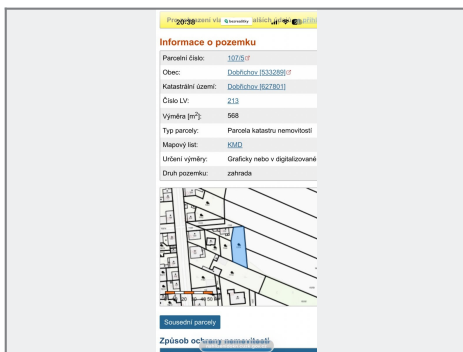 20:38
bezrealitky
Informace o pozemku
Parcelní číslo: 107/5
Obec: Dobřichov [533289]
Katastrální území: Dobřichov [627801]
Číslo LV: 213
Výměra [m2]: 568
Typ parcely: Parcela katastru nemovitostí
Mapový list: KMD
Určení výměry: Graficky nebo v digitalizované
Druh pozemku: zahrada
Sousední parcely
Způsob ochrany nemovitosti